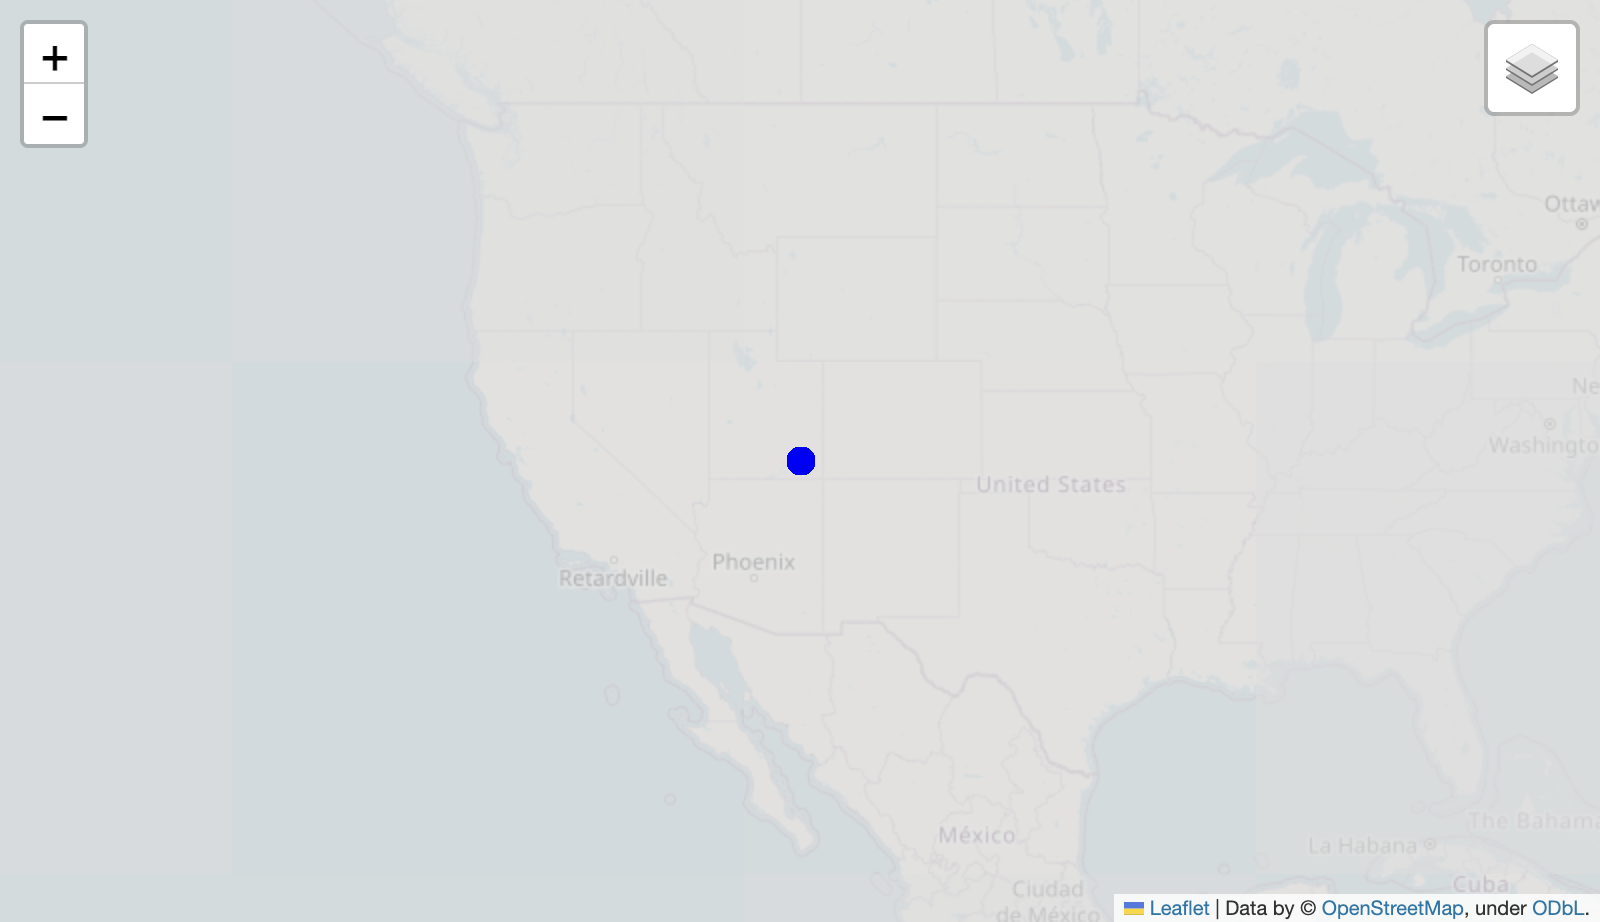 +
−
Ottaw
Toronto
Ne
Washingto
United States
Phoenix
Retardville
México
The Bahama
La Habana
Cuba
Ciudad
de México
Leaflet | Data by © OpenStreetMap, under ODbL.